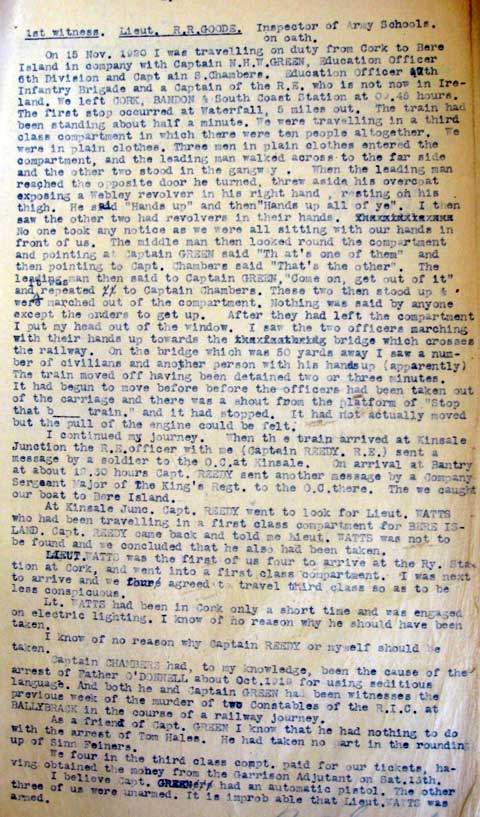 1st witness. Lieut. R.R.GOODE. Inspector of Army Schools.
on oath.
On 15 Nov. 1920 I was travelling on duty from Cork to Bere
Island in company with Captain N.H.W.GREEN, Education Officer
6th Division and Capt ain S.Chambers. Education Officer 17th
Infantry Brigade and a Captain of the R.E. who is not now in Ire-
land. We left CORK, BANDON & South Coast Station at 09.45 hours.
The first stop occurred at Waterfall, 5 miles out. The train had
been standing about half a minute. We were travelling in a third
class compartment in which there were ten people altogether. We
were in plain clothes. Three men in plain clothes entered the
compartment, and the leading man walked across to the far side
and the other two stood in the gangway. When the leading man
reached the opposite door he turned, threw aside his overcoat
exposing a Webley revolver in his right hand, resting on his
thigh. He said "Hands up" and then "Hands up all of ye". I then
saw the other two had revolvers in their hands.
No one took any notice as we were all sitting with our hands in
front of us. The middle man then looked round the compartment
and pointing at Captain GREEN said "Th at's one of them" and
then pointing to Capt. Chambers said "That's the other". The
leading man then said to Captain GREEN, "Come on, get out of it"
and it was repeated to Captain Chambers. These two then stood up &
were marched out of the compartment. Nothing was said by anyone
except the orders to get up. After they had left the compartment
I put my head out of the window. I saw the two officers marching
with their hands up towards the bridge which crosses
the railway. On the bridge which was 50 yards away I saw a num-
ber of civilians and another person with his hands up (apparently)
The train moved off having been detained two or three minutes.
It had begun to move before before the officers had been taken out
of the carriage and there was a shout from the platform of "Stop
that b____ train." and it had stopped. It had not actually moved
but the pull of the engine could be felt.
I continued my journey. When th e train arrived at Kinsale
Junction the R.E.officer with me (Captain REEDY. R.E.) sent a
message by a soldier to the O.C.at Kinsale. On arrival at Bantry
at about 13.30 hours Capt. REEDY sent another message by a Company
Sergeant Major of The King's Regt. to the O.C.there. The we caught
our boat to Bere Island.
At Kinsale Junc. Capt. REEDY went to look for Lieut. WATTS
who had been travelling in a first class compartment for BERE IS-
LAND. Capt. REEDY came back and told me Lieut. WATTS was not to
be found and we concluded that he also had been taken.
LIEUT.WATTS was the first of us four to arrive at the Ry. Sta-
tion at Cork, and went into a first class compartment. I was next
to arrive and we four agreed to travel third class so as to be
less conspicuous.
Lt. WATTS had been in Cork only a short time and was engaged
on electric lighting. I know of no reason why he should have been
taken.
I know of no reason why Captain REEDY or myself should be
taken.
Captain CHAMBERS had, to my knowledge, been the cause of the
arrest of Father O'DONNELL about Oct.1919 for using seditious
language. And both he and Captain GREEN had been witnesses the
previous week of the murder of two Constables of the R.I.C. at
BALLYBRACK in the course of a railway journey.
As a friend of Capt. GREEN I know that he had nothing to do
with the arrest of Tom Hales. He had taken no part in the rounding
up of Sinn Feiners.
We four in the third class compt. paid for our tickets, ha-
ving obtained the money from the Garrison Adjutant on Sat.13th.
I believe Capt. GREEN had an automatic pistol. The other
three of us were unarmed. It is improb able that Lieut.WATTS was
armed.